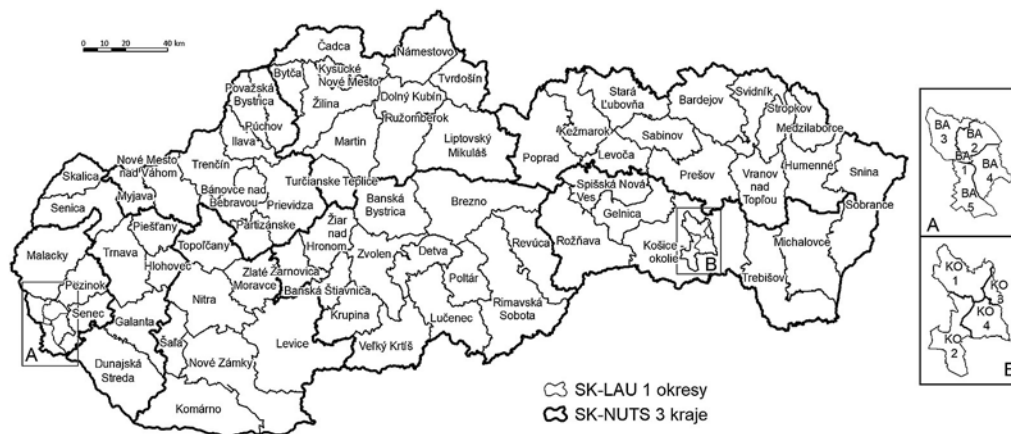 0 10 20 40 km
Čadca
Námestovo
Bytča
Kysucké
Nové Mesto
Tvrdošín
Považská
Bystrica
Žilina
Dolný Kubín
Púchov
Ružomberok
Ilava
Martin
Liptovský
Mikuláš
Stará
Ľubovňa
Bardejov
Svidník
Stropkov
Medzilaborce
Kežmarok
Sabinov
Poprad
Levoča
Prešov
Vranov
nad
Topľou
Humenné
Snina
Sobrance
Skalica
Nové Mesto
nad Váhom
Trenčín
Senica
Myjava
Bánovce nad
Bebravou
Prievidza
Turčianske Teplice
Banská
Bystrica
Brezno
Spišská Nová
Ves
Gelnica
Piešťany
Partizánske
Žiar
nad
Hronom
Malacky
Trnava
Topoľčany
Zvolen
Detva
Revúca
Rožňava
Košice
okolie
B
Michalovce
Trebišov
Hlohovec
Zlaté
Moravce
Žarnovica
Poltár
Pezinok
Banská Štiavnica
Nitra
Senec
Galanta
Krupina
Lučenec
Rimavská
Sobota
A
Šaľa
Levice
Nové Zámky
Veľký Krtíš
Dunajská
Streda
Komárno
SK-LAU 1 okresy
SK-NUTS 3 kraje
BA
3
BA
2
BA
1
BA
4
BA
5
A
KO
1
KO
3
KO
4
KO
2
B